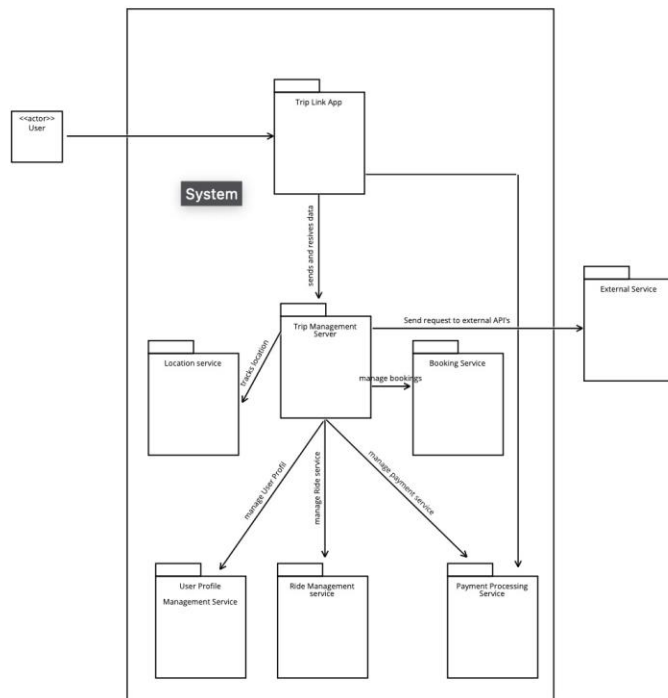 Trip Link App
<<actor>>
User
System
sends and resives data
External Service
Send request to external API's
Trip Management
Server
Location service
tracks location
Booking Service
manage bookings
manage User Profil
manage Ride service
manage payment service
User Profile
Management Service
Ride Management
service
Payment Processing
Service